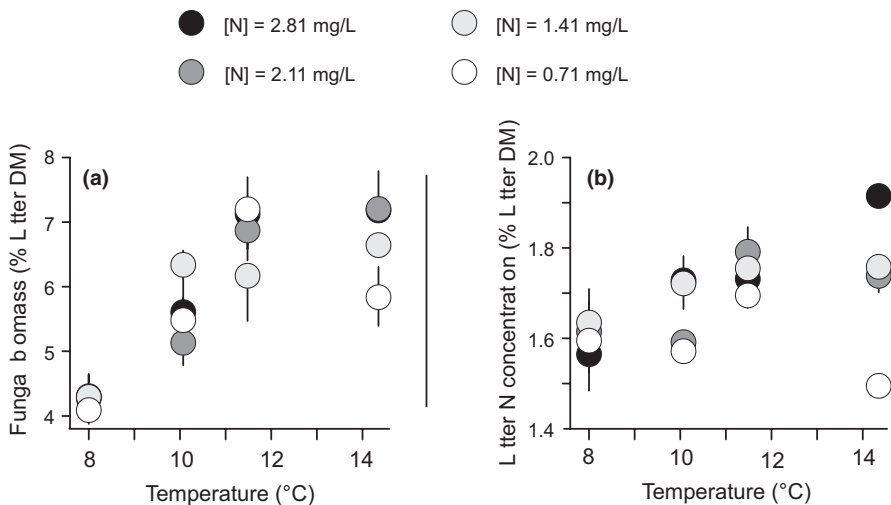 [N] = 2.81 mg/L
[N] = 1.41 mg/L
[N] = 2.11 mg/L
[N] = 0.71 mg/L
(a)
Funga b omass (% L tter DM)
8
7
6
5
4
8 10 12 14
Temperature (°C)
(b)
L tter N concentrat on (% L tter DM)
2.0
1.8
1.6
1.4
8 10 12 14
Temperature (°C)